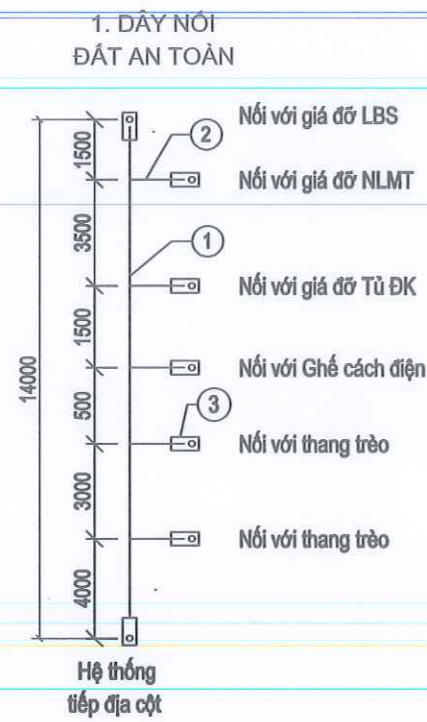 1. DÂY NỐI
ĐẤT AN TOÀN
Nối với giá đỡ LBS
1500
2
Nối với giá đỡ NLMT
3500
1
Nối với giá đỡ Tủ ĐK
1500
14000
Nối với Ghế cách điện
500
3
Nối với thang trèo
3000
Nối với thang trèo
4000
Hệ thống
tiếp địa cột